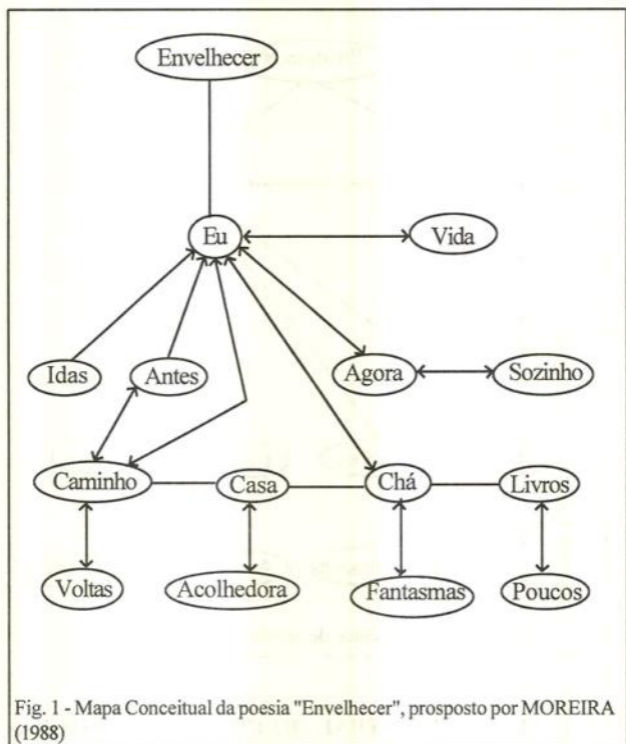 Envelhecer
Eu
Vida
Idas
Antes
Agora
Sozinho
Caminho
Casa
Chá
Livros
Voltas
Acolhedora
Fantasmas
Poucos
Fig. 1 - Mapa Conceitual da poesia "Envelhecer", prosposto por MOREIRA
(1988)